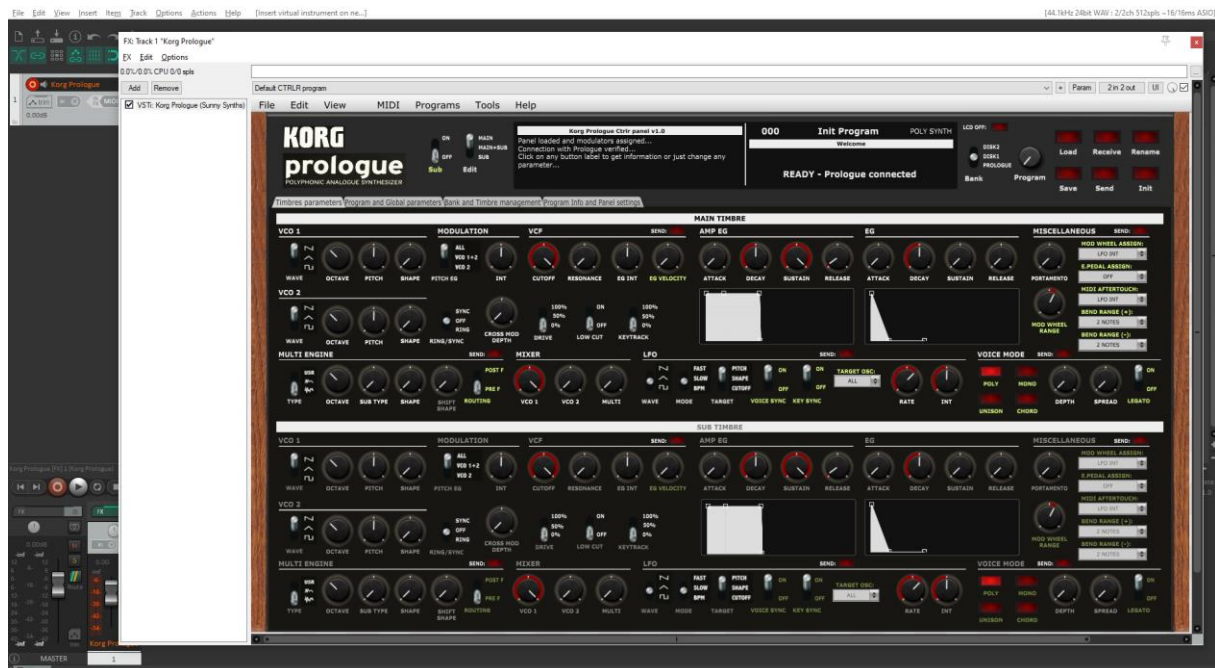 File Edit View Insert Item Track Options Actions Help [Insert virtual instrument on ne...] [44.1kHz 24bit WAV : 2/2ch 512spls ~16/16ms ASIO]
FX: Track 1 "Korg Prologue"
FX Edit Options
0.0%/0.0% CPU 0/0 spls
Add Remove Default CTRLR program + Param 2 in 2 out UI
Korg Prologue
VSTi: Korg Prologue (Sunny Synths)
File Edit View MIDI Programs Tools Help
1 trim
0.00dB
KORG
prologue
POLYPHONIC ANALOGUE SYNTHESIZER
ON
OFF
Sub
MAIN
MAIN+SUB
SUB
Edit
Korg Prologue Ctrlr panel v1.0
Panel loaded and modulators assigned...
Connection with Prologue verified...
Click on any button label to get information or just change any
parameter...
000 Init Program POLY SYNTH
Welcome
READY - Prologue connected
LCD OFF:
DISK2
DISK1
PROLOGUE
Bank Program
Load Receive Rename
Save Send Init
Timbres parameters Program and Global parameters Bank and Timbre management Program Info and Panel settings
MAIN TIMBRE
VCO 1 MODULATION VCF SEND: AMP EG EG MISCELLANEOUS SEND:
ALL
VCO 1+2
VCO 2
WAVE OCTAVE PITCH SHAPE PITCH EG INT CUTOFF RESONANCE EG INT EG VELOCITY ATTACK DECAY SUSTAIN RELEASE ATTACK DECAY SUSTAIN RELEASE PORTAMENTO
MOD WHEEL ASSIGN:
LFO INT
E.PEDAL ASSIGN:
OFF
MIDI AFTERTOUCH:
LFO INT
BEND RANGE (+):
2 NOTES
BEND RANGE (-):
2 NOTES
MOD WHEEL
RANGE
VCO 2
SYNC
OFF
RING
100% ON 100%
50% 50%
0% OFF 0%
WAVE OCTAVE PITCH SHAPE RING/SYNC CROSS MOD DEPTH DRIVE LOW CUT KEYTRACK
MULTI ENGINE SEND: MIXER LFO SEND: VOICE MODE SEND:
USR
POST F
PRE F
FAST
SLOW
BPM
PITCH
SHAPE
CUTOFF
ON
OFF
ON
OFF
TARGET OSC:
ALL
POLY MONO
UNISON CHORD
ON
OFF
TYPE OCTAVE SUB TYPE SHAPE SHIFT SHAPE ROUTING VCO 1 VCO 2 MULTI WAVE MODE TARGET VOICE SYNC KEY SYNC RATE INT DEPTH SPREAD LEGATO
SUB TIMBRE
VCO 1 MODULATION VCF SEND: AMP EG EG MISCELLANEOUS SEND:
ALL
VCO 1+2
VCO 2
WAVE OCTAVE PITCH SHAPE PITCH EG INT CUTOFF RESONANCE EG INT EG VELOCITY ATTACK DECAY SUSTAIN RELEASE ATTACK DECAY SUSTAIN RELEASE PORTAMENTO
MOD WHEEL ASSIGN:
LFO INT
E.PEDAL ASSIGN:
OFF
MIDI AFTERTOUCH:
LFO INT
BEND RANGE (+):
2 NOTES
BEND RANGE (-):
2 NOTES
MOD WHEEL
RANGE
VCO 2
SYNC
OFF
RING
100% ON 100%
50% 50%
0% OFF 0%
WAVE OCTAVE PITCH SHAPE RING/SYNC CROSS MOD DEPTH DRIVE LOW CUT KEYTRACK
MULTI ENGINE SEND: MIXER LFO SEND: VOICE MODE SEND:
USR
POST F
PRE F
FAST
SLOW
BPM
PITCH
SHAPE
CUTOFF
ON
OFF
ON
OFF
TARGET OSC:
ALL
POLY MONO
UNISON CHORD
ON
OFF
TYPE OCTAVE SUB TYPE SHAPE SHIFT SHAPE ROUTING VCO 1 VCO 2 MULTI WAVE MODE TARGET VOICE SYNC KEY SYNC RATE INT DEPTH SPREAD LEGATO
MASTER 1